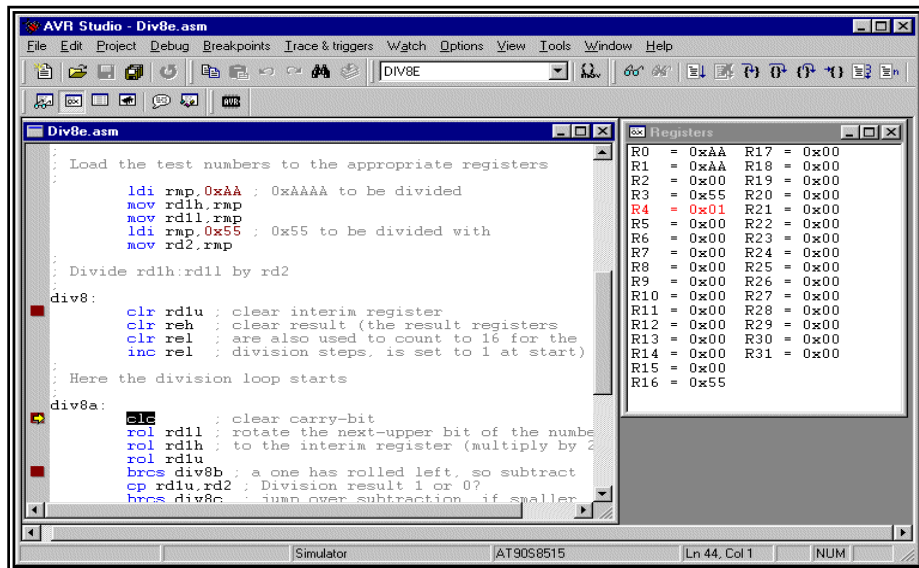 AVR Studio - Div8e.asm
File Edit Project Debug Breakpoints Trace & triggers Watch Options View Tools Window Help
DIV8E
AVR
Div8e.asm
;
; Load the test numbers to the appropriate registers
;
ldi rmp,0xAA ; 0xAAAA to be divided
mov rd1h,rmp
mov rd1l,rmp
ldi rmp,0x55 ; 0x55 to be divided with
mov rd2,rmp
;
; Divide rd1h:rd1l by rd2
;
div8:
clr rd1u ; clear interim register
clr reh ; clear result (the result registers
clr rel ; are also used to count to 16 for the
inc rel ; division steps, is set to 1 at start)
;
; Here the division loop starts
;
div8a:
clc ; clear carry-bit
rol rd1l ; rotate the next-upper bit of the numbe
rol rd1h ; to the interim register (multiply by 2
rol rd1u
brcs div8b ; a one has rolled left, so subtract
cp rd1u,rd2 ; Division result 1 or 0?
brcs div8c ; jump over subtraction, if smaller
Registers
R0 = 0xAA R17 = 0x00
R1 = 0xAA R18 = 0x00
R2 = 0x00 R19 = 0x00
R3 = 0x55 R20 = 0x00
R4 = 0x01 R21 = 0x00
R5 = 0x00 R22 = 0x00
R6 = 0x00 R23 = 0x00
R7 = 0x00 R24 = 0x00
R8 = 0x00 R25 = 0x00
R9 = 0x00 R26 = 0x00
R10 = 0x00 R27 = 0x00
R11 = 0x00 R28 = 0x00
R12 = 0x00 R29 = 0x00
R13 = 0x00 R30 = 0x00
R14 = 0x00 R31 = 0x00
R15 = 0x00
R16 = 0x55
Simulator AT90S8515 Ln 44, Col 1 NUM